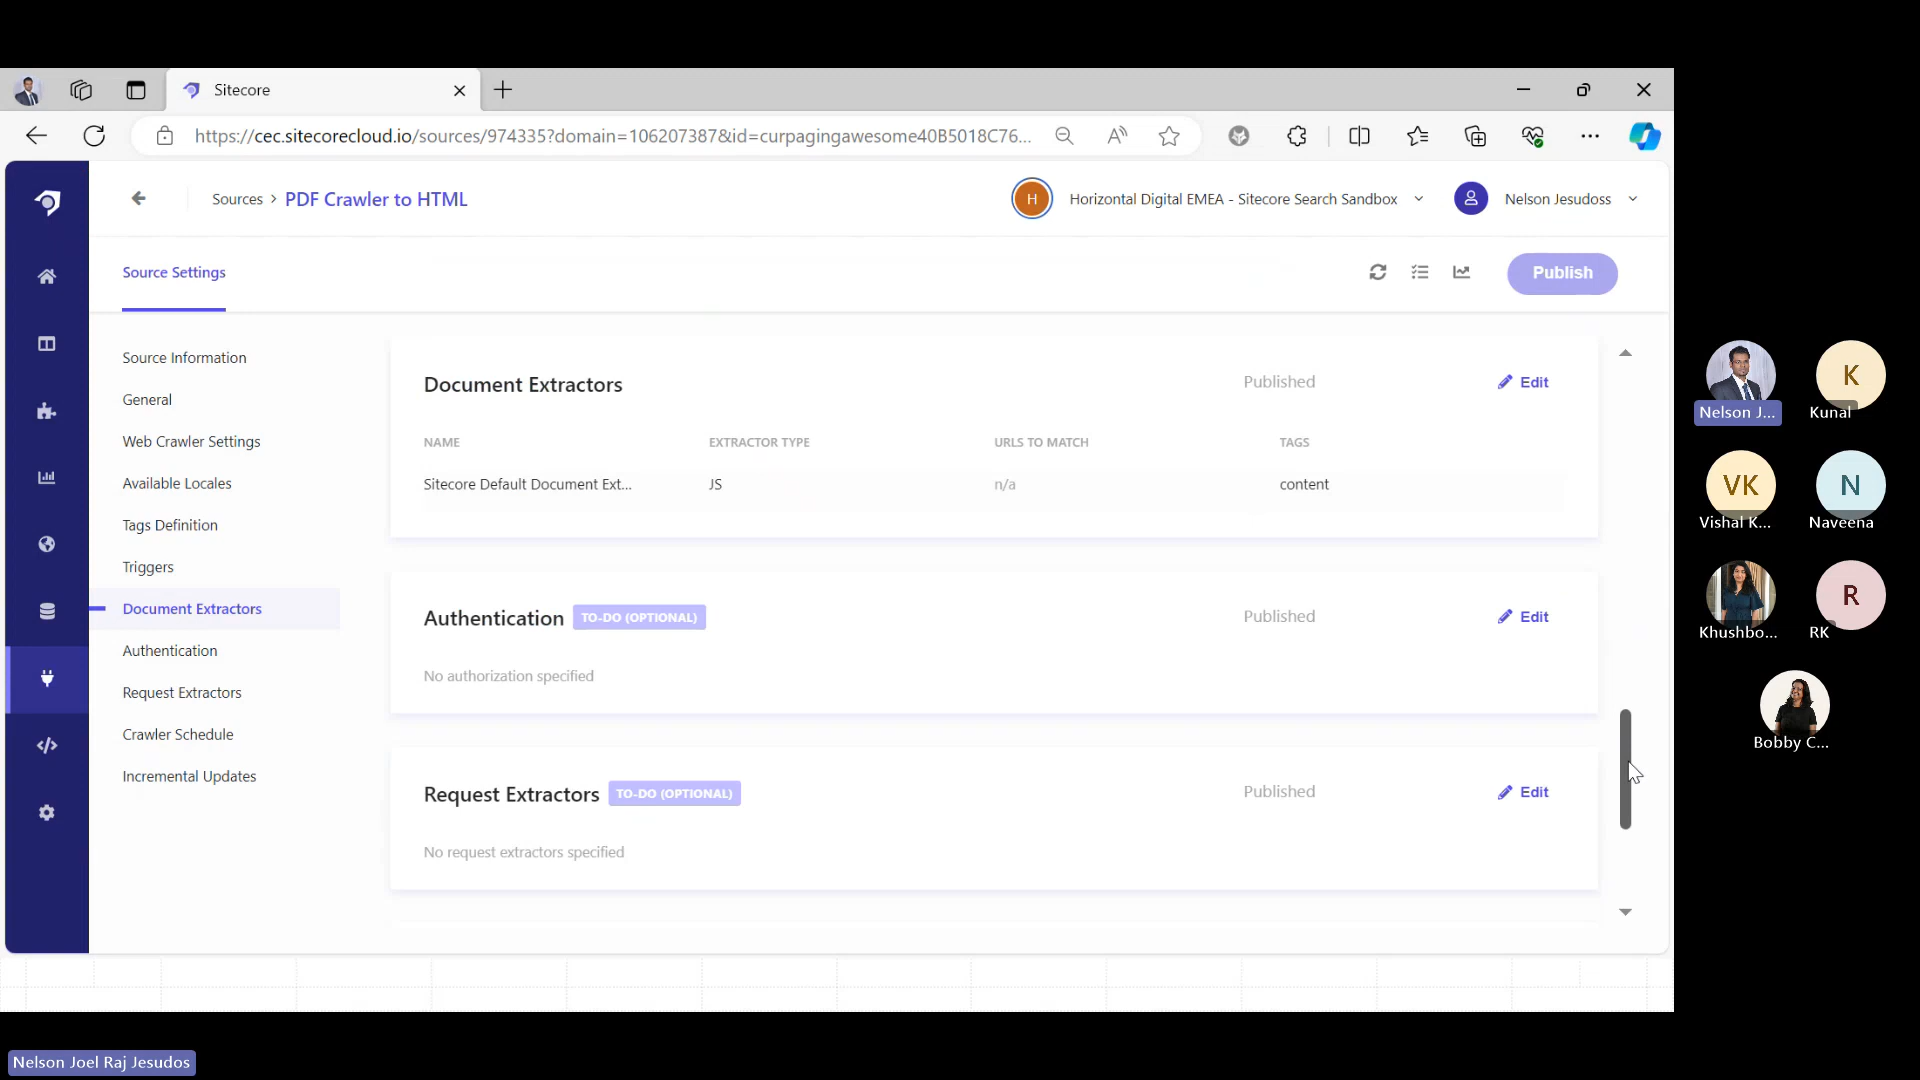 Sitecore
https://cec.sitecorecloud.io/sources/974335?domain=106207387&id=curpagingawesome40B5018C76...
Sources > PDF Crawler to HTML
H
Horizontal Digital EMEA - Sitecore Search Sandbox
Nelson Jesudoss
Source Settings
Publish
Source Information
General
Web Crawler Settings
Available Locales
Tags Definition
Triggers
Document Extractors
Authentication
Request Extractors
Crawler Schedule
Incremental Updates
Document Extractors
Published
Edit
NAME EXTRACTOR TYPE URLS TO MATCH TAGS
Sitecore Default Document Ext... JS n/a content
Authentication TO-DO (OPTIONAL)
Published
Edit
No authorization specified
Request Extractors TO-DO (OPTIONAL)
Published
Edit
No request extractors specified
Nelson J...
K
Kunal
VK
Vishal K...
N
Naveena
Khushbo...
R
RK
Bobby C...
Nelson Joel Raj Jesudos